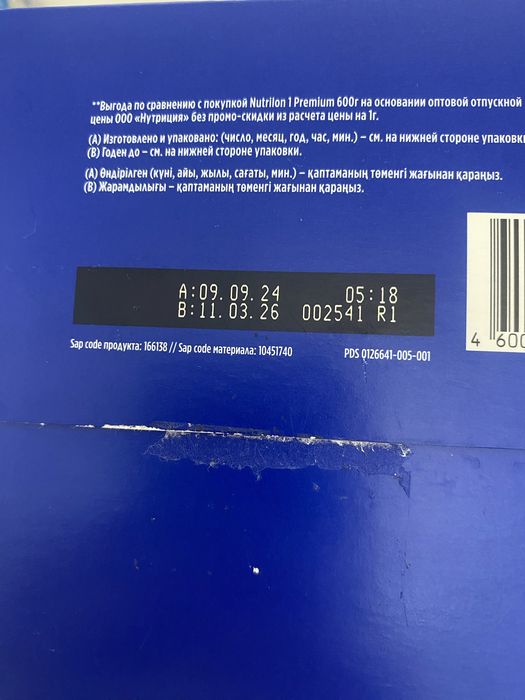 **Выгода по сравнению с покупкой Nutrilon 1 Premium 600г на основании оптовой отпускной
цены ООО «Нутриция» без промо-скидки из расчета цены на 1г.
(A) Изготовлено и упаковано: (число, месяц, год, час, мин.) – см. на нижней стороне упаковки
(B) Годен до – см. на нижней стороне упаковки.
(A) Өндірілген (күні, айы, жылы, сағаты, мин.) – қаптаманың төменгі жағынан қараңыз.
(B) Жарамдылығы – қаптаманың төменгі жағынан қараңыз.
A:09.09.24 05:18
B:11.03.26 002541 R1
Sap code продукта: 166138 // Sap code материала: 10451740 PDS 0126641-005-001
4 600